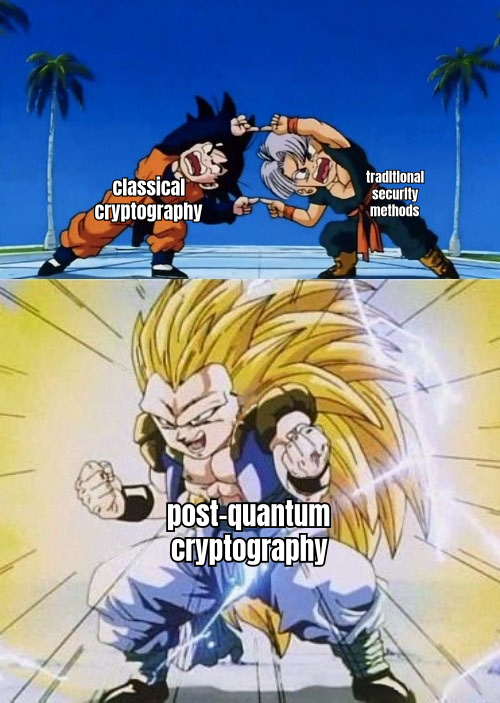 classical
cryptography
traditional
security
methods
post-quantum
cryptography